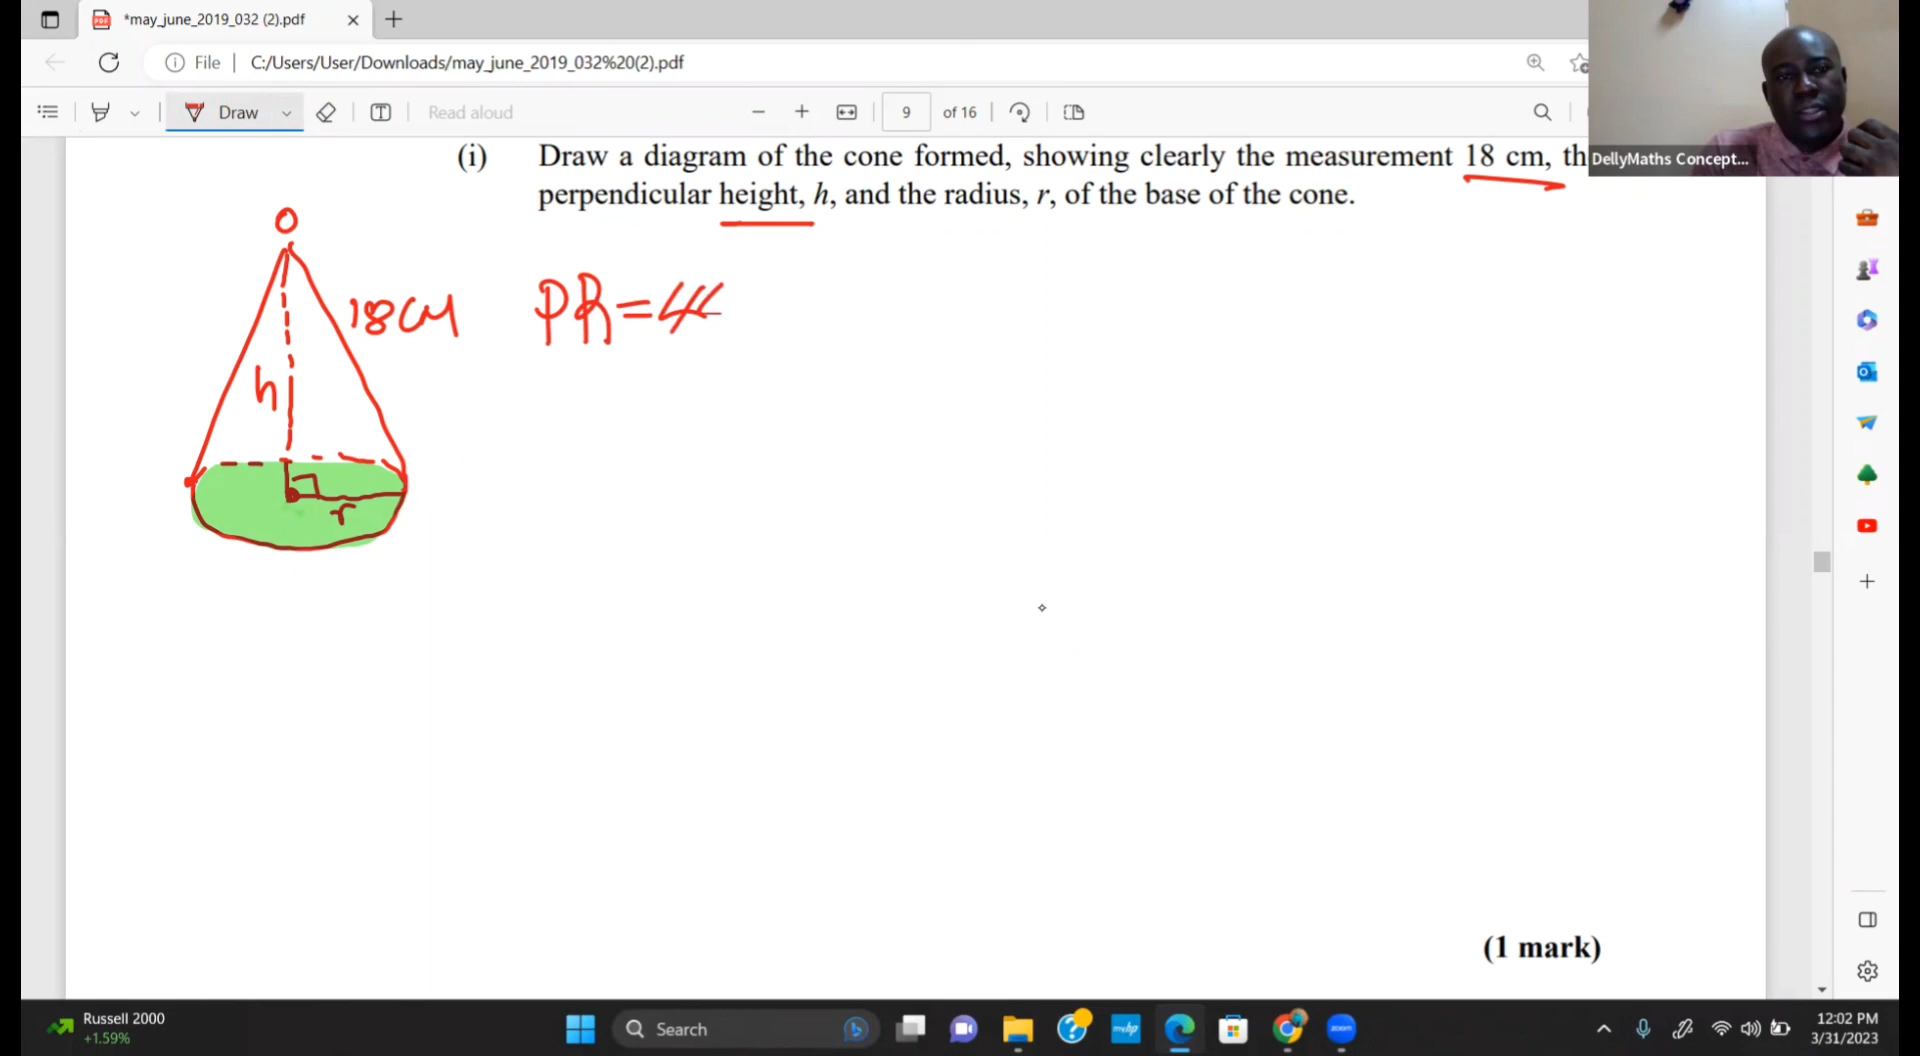 *may_june_2019_032 (2).pdf
File C:/Users/User/Downloads/may_june_2019_032%20(2).pdf
Draw Read aloud 9 of 16
DellyMaths Concept...
(i) Draw a diagram of the cone formed, showing clearly the measurement 18 cm, th
perpendicular height, h, and the radius, r, of the base of the cone.
O
18cm
PR=
h
r
(1 mark)
Russell 2000
+1.59%
Search
myhp
zoom
12:02 PM
3/31/2023